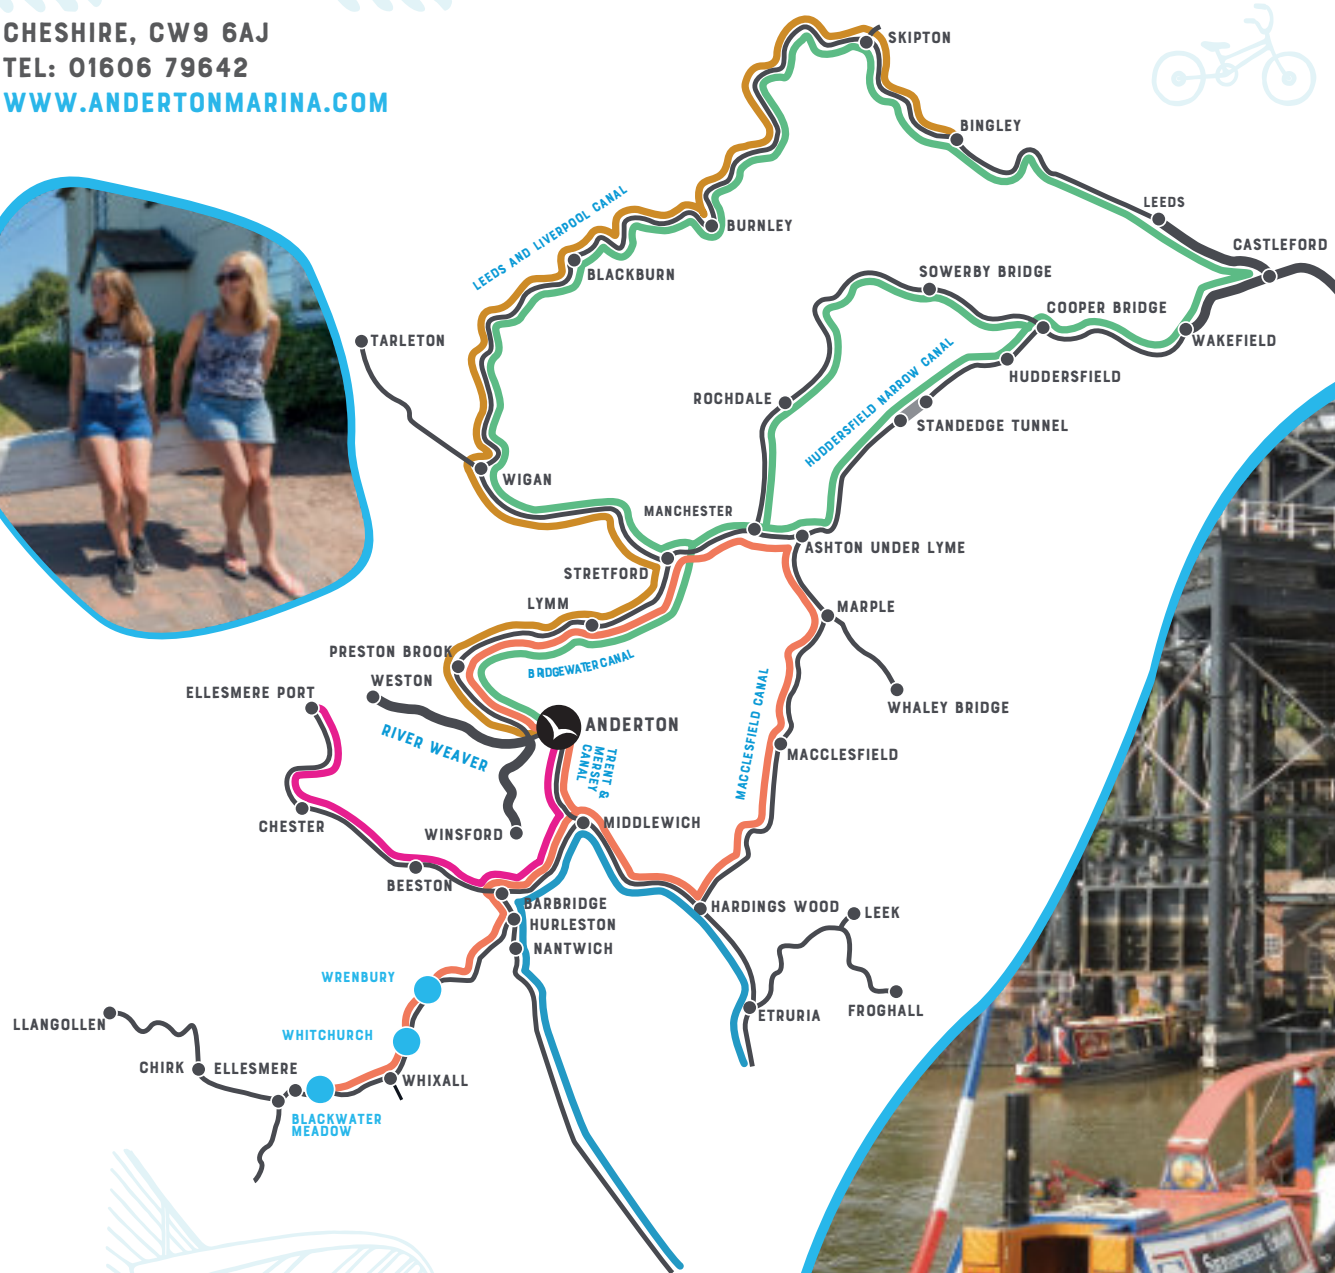 CHESHIRE, CW9 6AJ
TEL: 01606 79642
WWW.ANDERTONMARINA.COM
SKIPTON
BINGLEY
LEEDS
CASTLEFORD
LEEDS AND LIVERPOOL CANAL
BURNLEY
BLACKBURN
SOWERBY BRIDGE
COOPER BRIDGE
WAKEFIELD
TARLETON
HUDDERSFIELD
HUDDERSFIELD NARROW CANAL
ROCHDALE
STANDEDGE TUNNEL
WIGAN
MANCHESTER
ASHTON UNDER LYME
STRETFORD
LYMM
MARPLE
PRESTON BROOK
BRIDGEWATER CANAL
WESTON
ELLESMERE PORT
WHALEY BRIDGE
ANDERTON
RIVER WEAVER
TRENT &
MERSEY
CANAL
MACCLESFIELD CANAL
MACCLESFIELD
CHESTER
WINSFORD
MIDDLEWICH
BEESTON
BARBRIDGE
HARDINGS WOOD
LEEK
HURLESTON
NANTWICH
WRENBURY
FROGHALL
ETRURIA
LLANGOLLEN
WHITCHURCH
CHIRK
ELLESMERE
WHIXALL
BLACKWATER
MEADOW